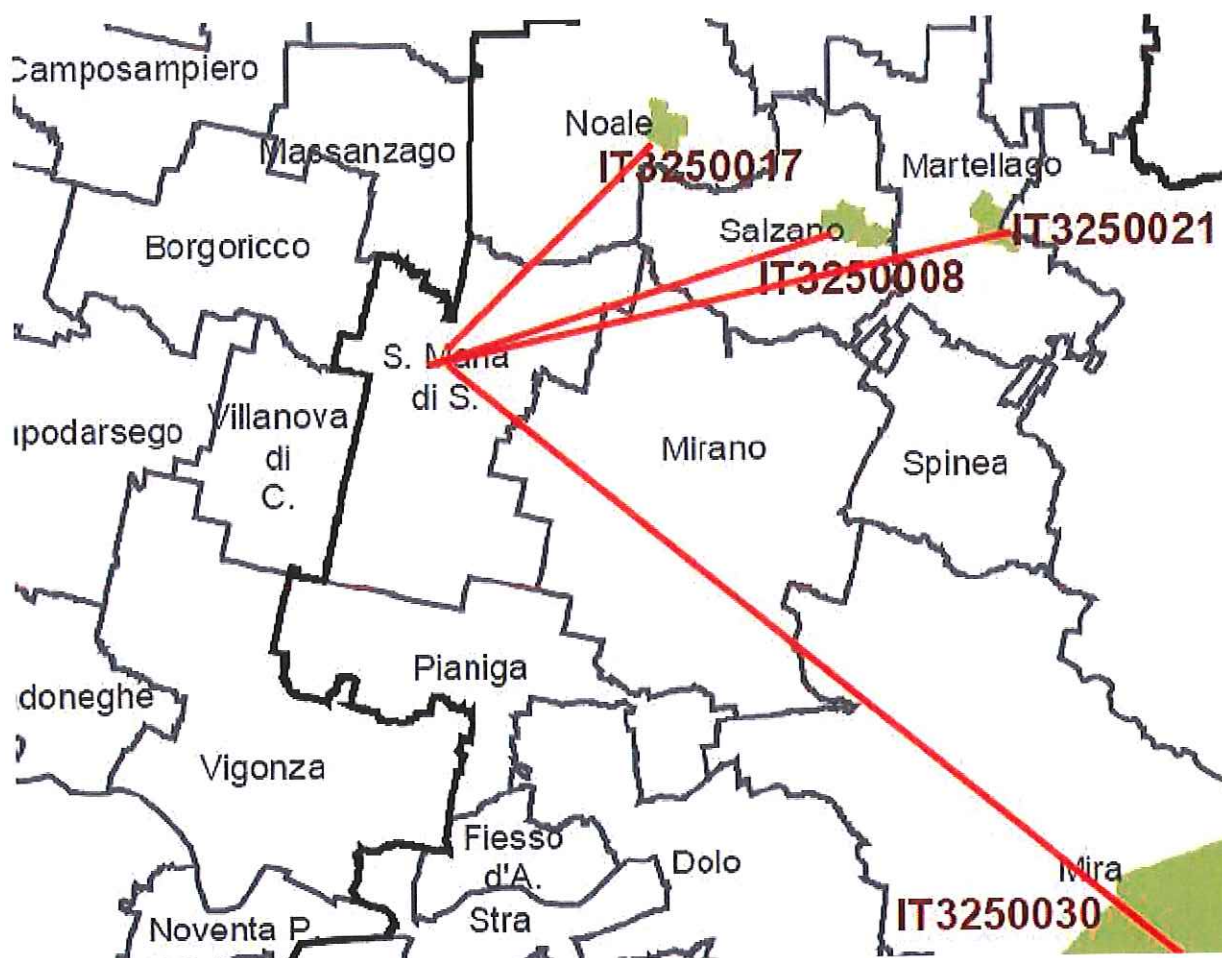 Camposampiero
Noale
Massanzago
IT3250017
Martellago
Borgoricco
Salzano
IT3250021
IT3250008
S. Maria
di S.
Villanova
di
C.
Mirano
Spinea
Pianiga
Vigonza
Fiesso
d'A.
Dolo
Mira
Stra
IT3250030
Noventa P.